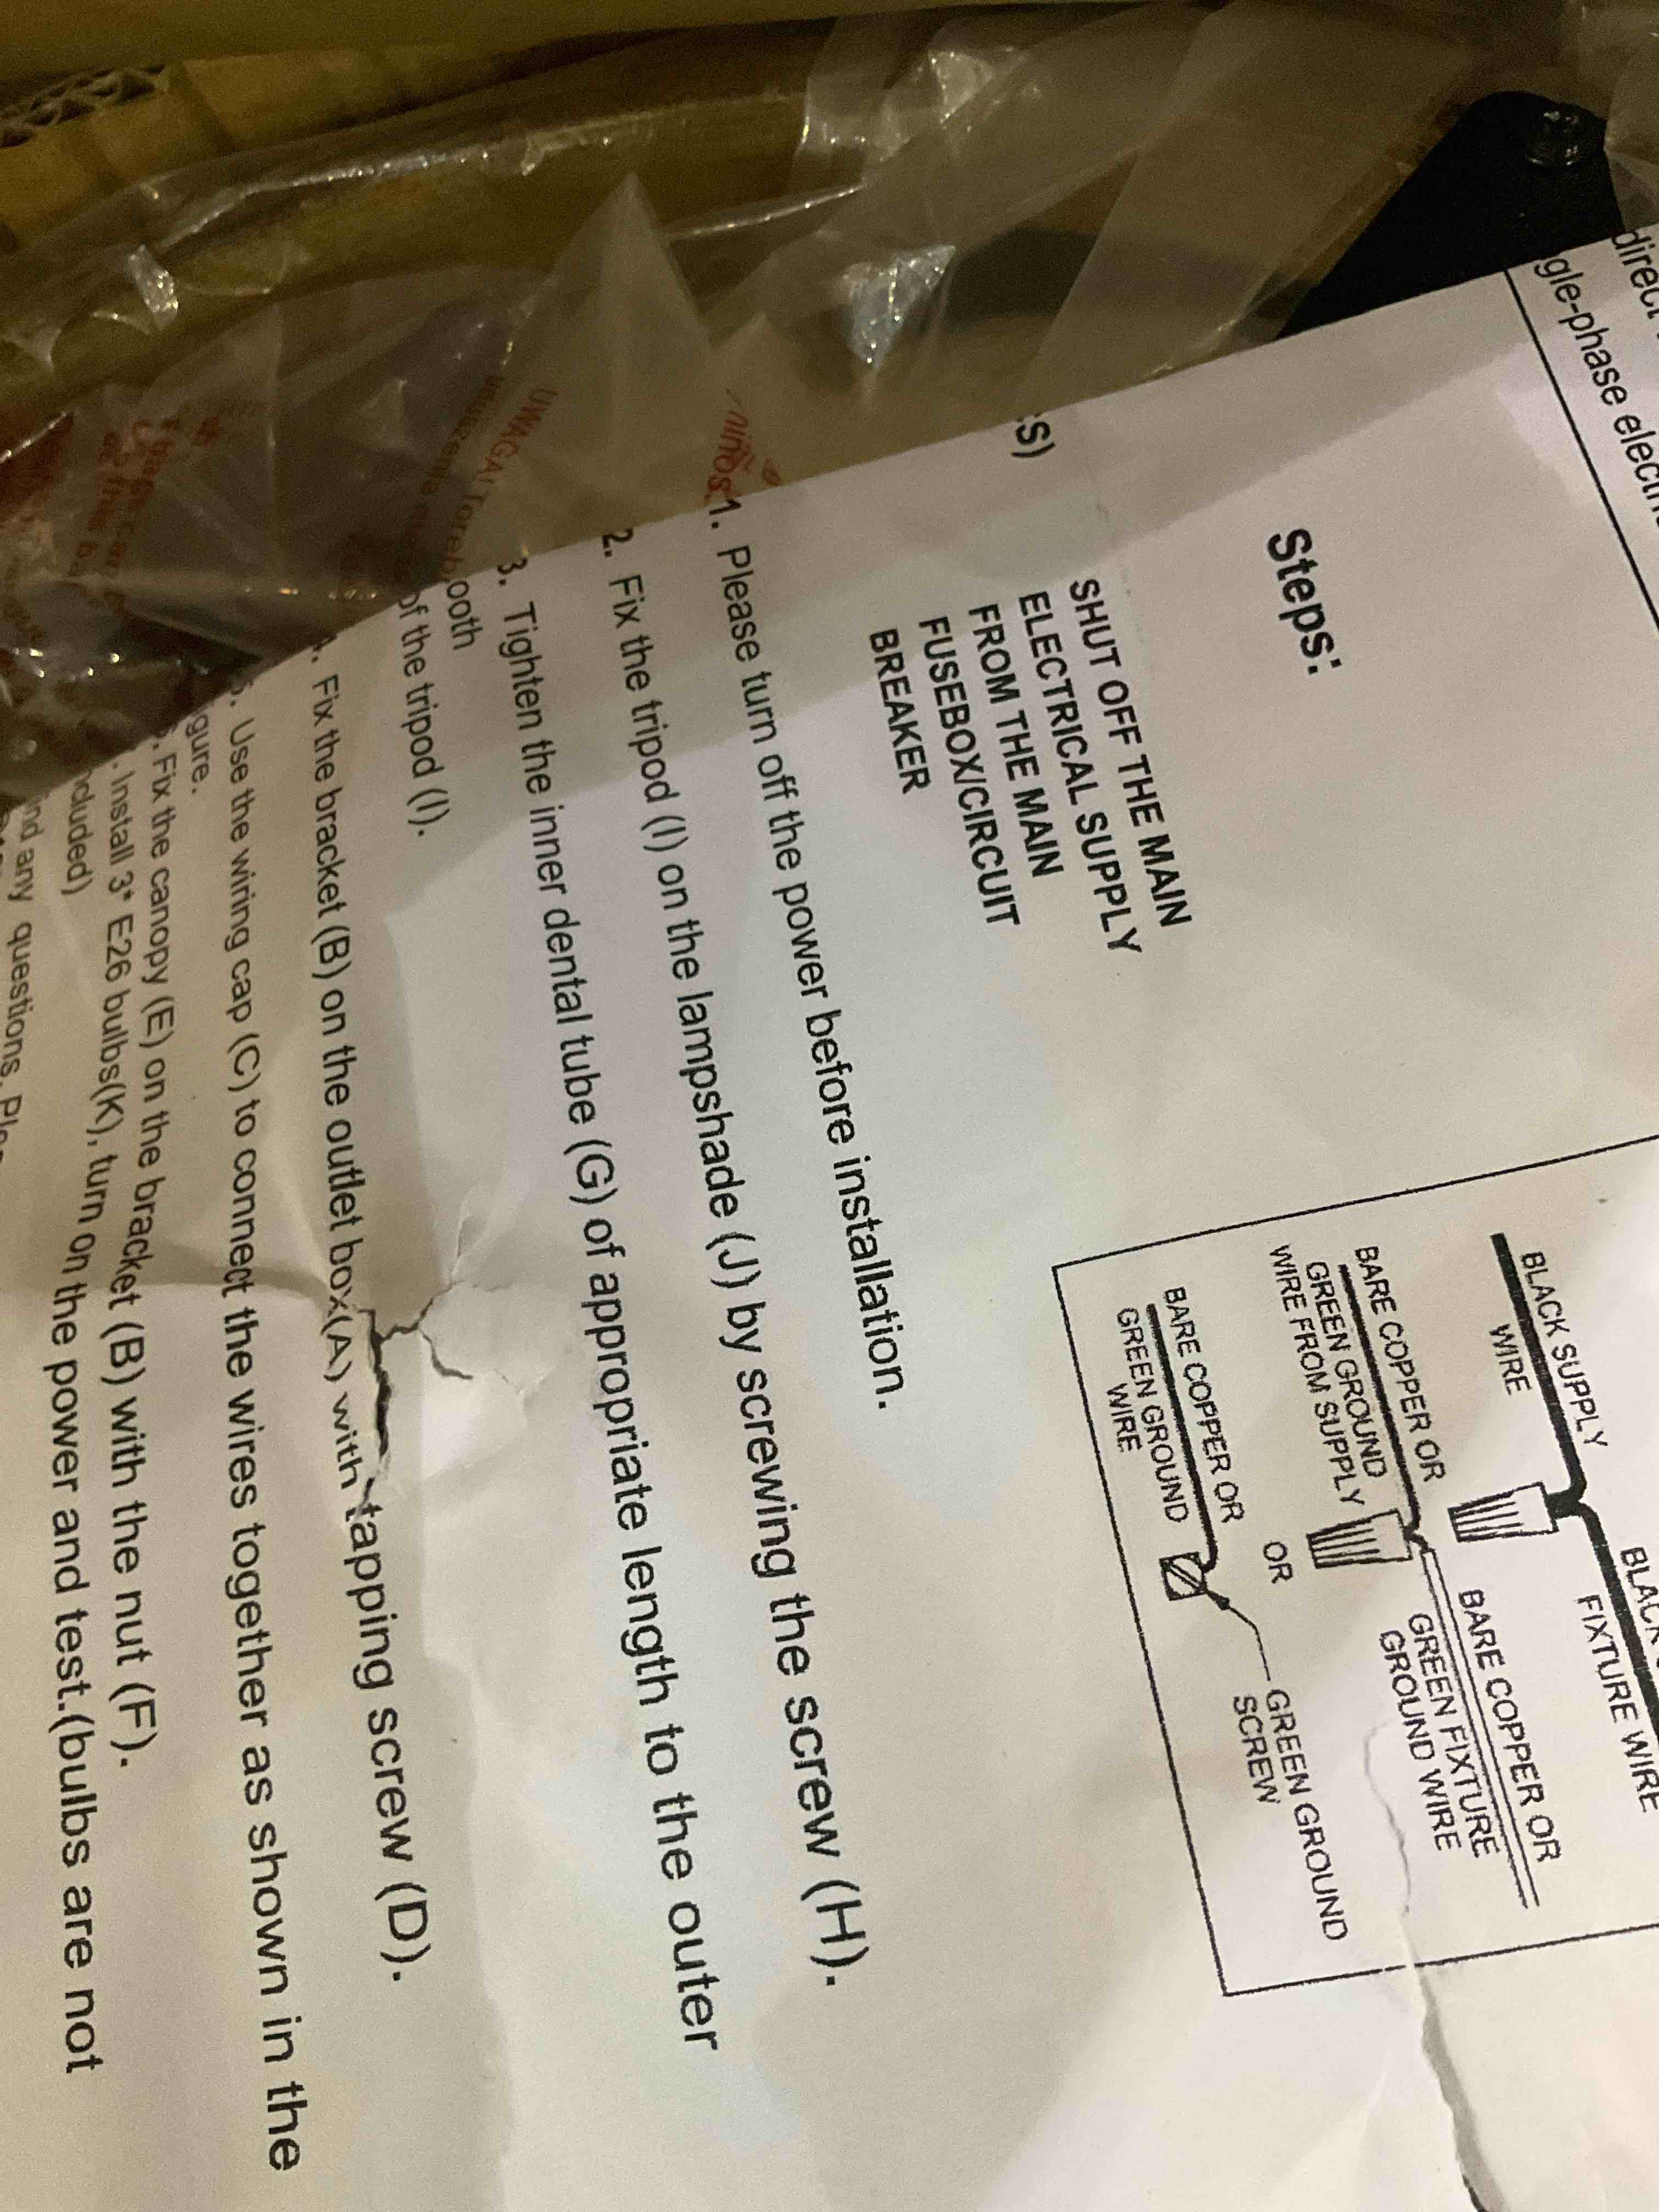 gle-phase
Steps:
SHUT OFF THE MAIN
ELECTRICAL SUPPLY
FROM THE MAIN
FUSEBOX/CIRCUIT
BREAKER
S)
BLACK SUPPLY
WIRE
FIXTURE WIRE
BARE COPPER OR
GREEN GROUND
WIRE FROM SUPPLY
BARE COPPER OR
GREEN FIXTURE
GROUND WIRE
OR
BARE COPPER OR
GREEN GROUND
WIRE
GREEN GROUND
SCREW
1. Please turn off the power before installation.
2. Fix the tripod (I) on the lampshade (J) by screwing the screw (H).
3. Tighten the inner dental tube (G) of appropriate length to the outer
ooth
of the tripod (I).
. Fix the bracket (B) on the outlet box(A) with tapping screw (D).
. Use the wiring cap (C) to connect the wires together as shown in the
gure.
. Fix the canopy (E) on the bracket (B) with the nut (F).
. Install 3* E26 bulbs(K), turn on the power and test.(bulbs are not
cluded)
nd any questions.
UWAGA!